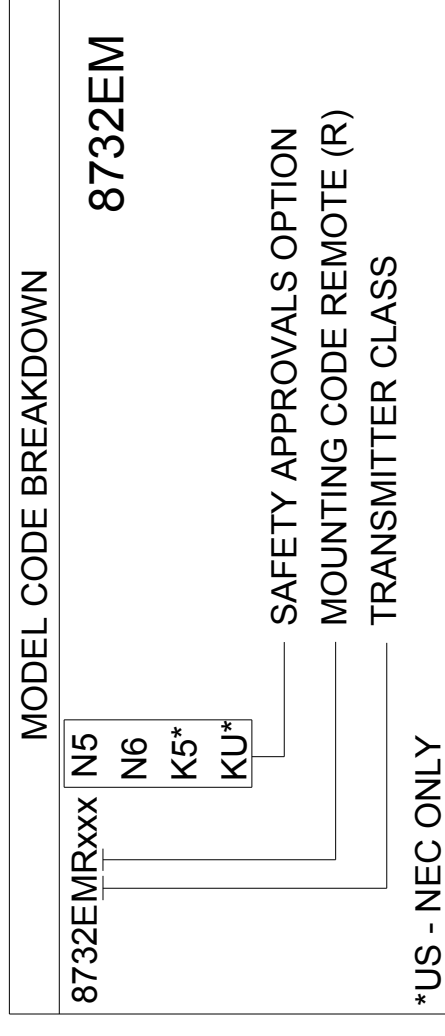 MODEL CODE BREAKDOWN
8732EM
8732EMRxxx N5
N6
K5*
KU*
SAFETY APPROVALS OPTION
MOUNTING CODE REMOTE (R)
TRANSMITTER CLASS
*US - NEC ONLY